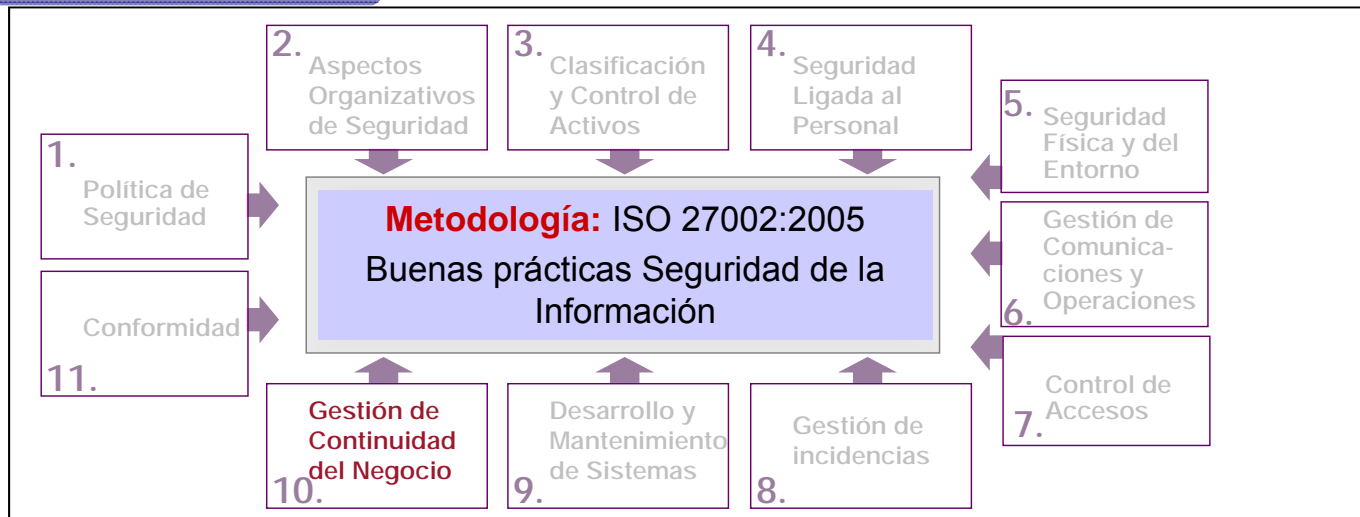 1.
Política de
Seguridad
2.
Aspectos
Organizativos
de Seguridad
3.
Clasificación
y Control de
Activos
4.
Seguridad
Ligada al
Personal
5.
Seguridad
Física y del
Entorno
Metodología: ISO 27002:2005
Buenas prácticas Seguridad de la
Información
Gestión de
Comunica-
ciones y
Operaciones
6.
Control de
Accesos
7.
Gestión de
incidencias
8.
Desarrollo y
Mantenimiento
de Sistemas
9.
Gestión de
Continuidad
del Negocio
10.
Conformidad
11.